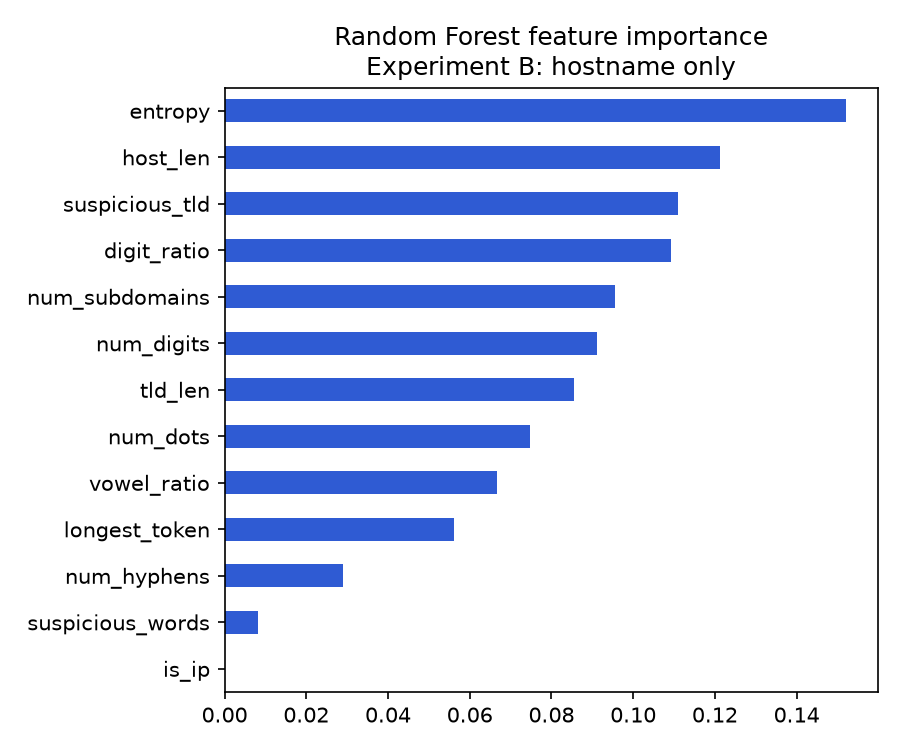 Random Forest feature importance
Experiment B: hostname only
entropy
host_len
suspicious_tld
digit_ratio
num_subdomains
num_digits
tld_len
num_dots
vowel_ratio
longest_token
num_hyphens
suspicious_words
is_ip
0.00 0.02 0.04 0.06 0.08 0.10 0.12 0.14